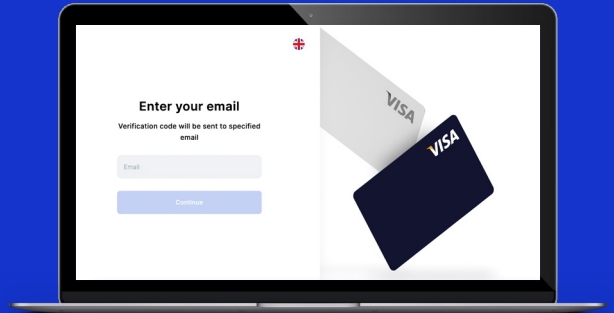 Enter your email
Verification code will be sent to specified
email
Email
Continue
VISA
VISA